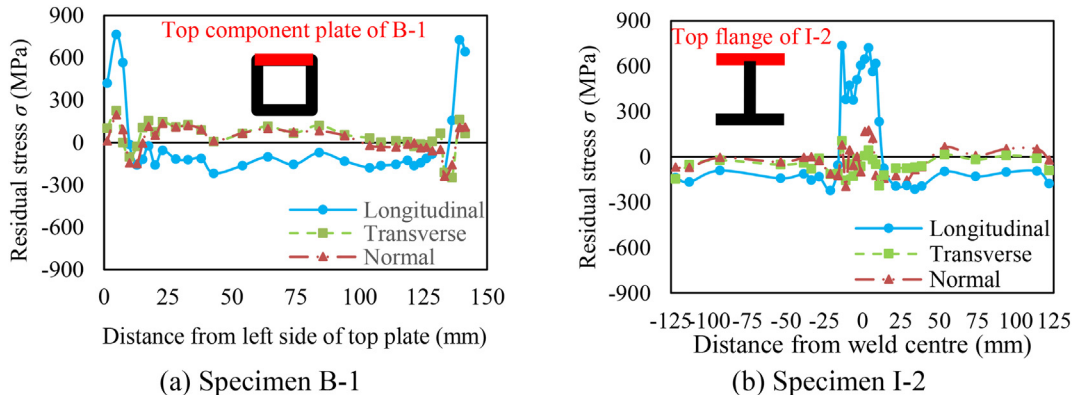 Residual stress σ (MPa)
900
600
300
0
-300
-600
-900
Top component plate of B-1
Longitudinal
Transverse
Normal
0 25 50 75 100 125 150
Distance from left side of top plate (mm)
(a) Specimen B-1
Residual stress σ (MPa)
900
600
300
0
-300
-600
-900
Top flange of I-2
Longitudinal
Transverse
Normal
-125 -100 -75 -50 -25 0 25 50 75 100 125
Distance from weld centre (mm)
(b) Specimen I-2